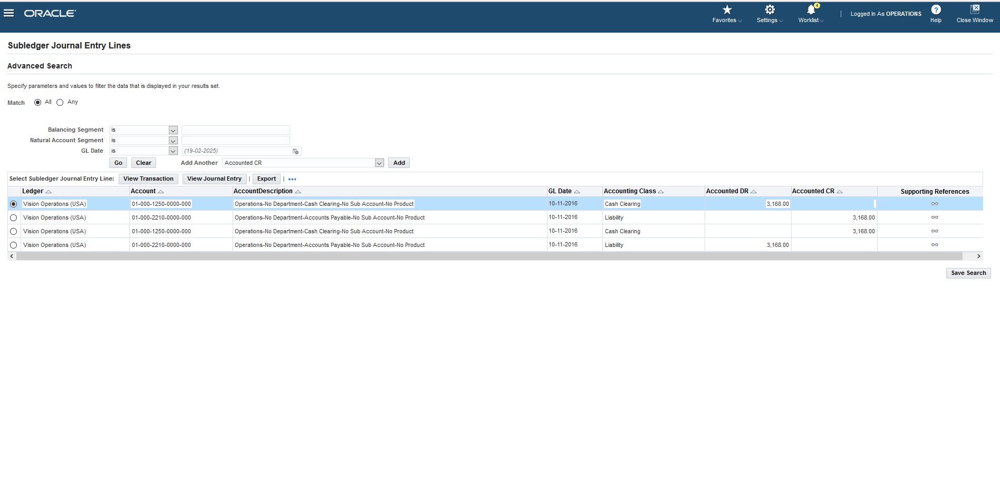 ORACLE
Favorites
Settings
4
Worklist
Logged In As OPERATIONS
?
Help
Close Window
Subledger Journal Entry Lines
Advanced Search
Specify parameters and values to filter the data that is displayed in your results set.
Match All Any
Balancing Segment is
Natural Account Segment is
GL Date is (19-02-2025)
Go Clear Add Another Accounted CR Add
Select Subledger Journal Entry Line: View Transaction View Journal Entry | Export | •••
Ledger Account AccountDescription GL Date Accounting Class Accounted DR Accounted CR Supporting References
Vision Operations (USA) 01-000-1250-0000-000 Operations-No Department-Cash Clearing-No Sub Account-No Product 10-11-2016 Cash Clearing 3,168.00
Vision Operations (USA) 01-000-2210-0000-000 Operations-No Department-Accounts Payable-No Sub Account-No Product 10-11-2016 Liability 3,168.00
Vision Operations (USA) 01-000-1250-0000-000 Operations-No Department-Cash Clearing-No Sub Account-No Product 10-11-2016 Cash Clearing 3,168.00
Vision Operations (USA) 01-000-2210-0000-000 Operations-No Department-Accounts Payable-No Sub Account-No Product 10-11-2016 Liability 3,168.00
Save Search